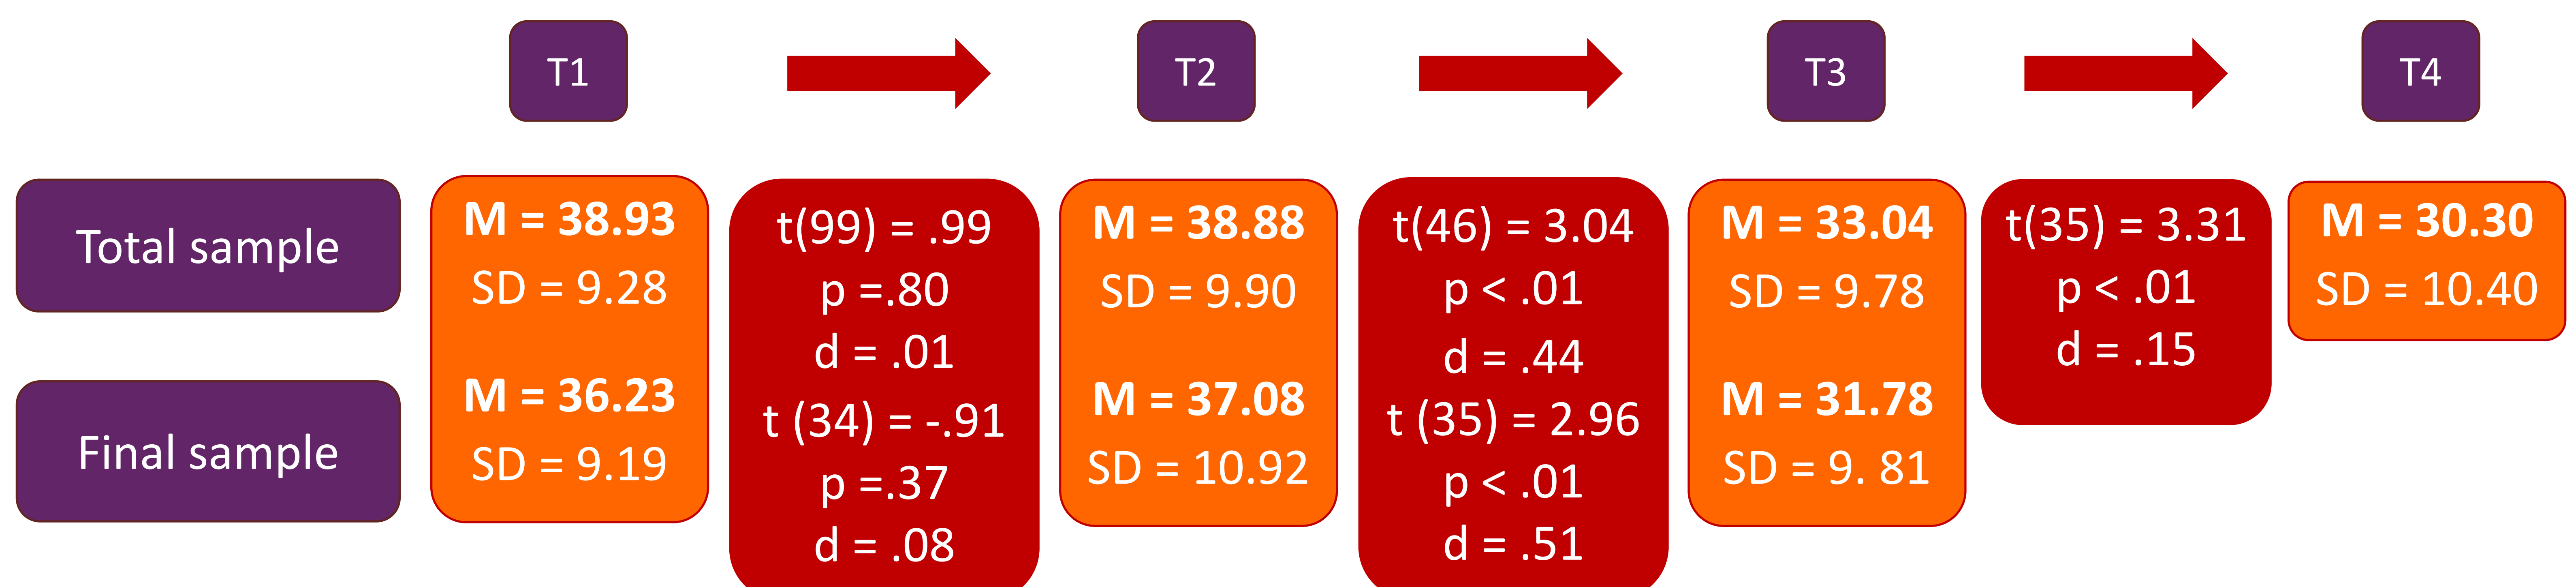 T1
T2
T3
T4
Total sample
Final sample
M = 38.93
SD = 9.28
M = 36.23
SD = 9.19
t(99) = .99
p =.80
d = .01
t (34) = -.91
p =.37
d = .08
M = 38.88
SD = 9.90
M = 37.08
SD = 10.92
t(46) = 3.04
p < .01
d = .44
t (35) = 2.96
p < .01
d = .51
M = 33.04
SD = 9.78
M = 31.78
SD = 9. 81
t(35) = 3.31
p < .01
d = .15
M = 30.30
SD = 10.40